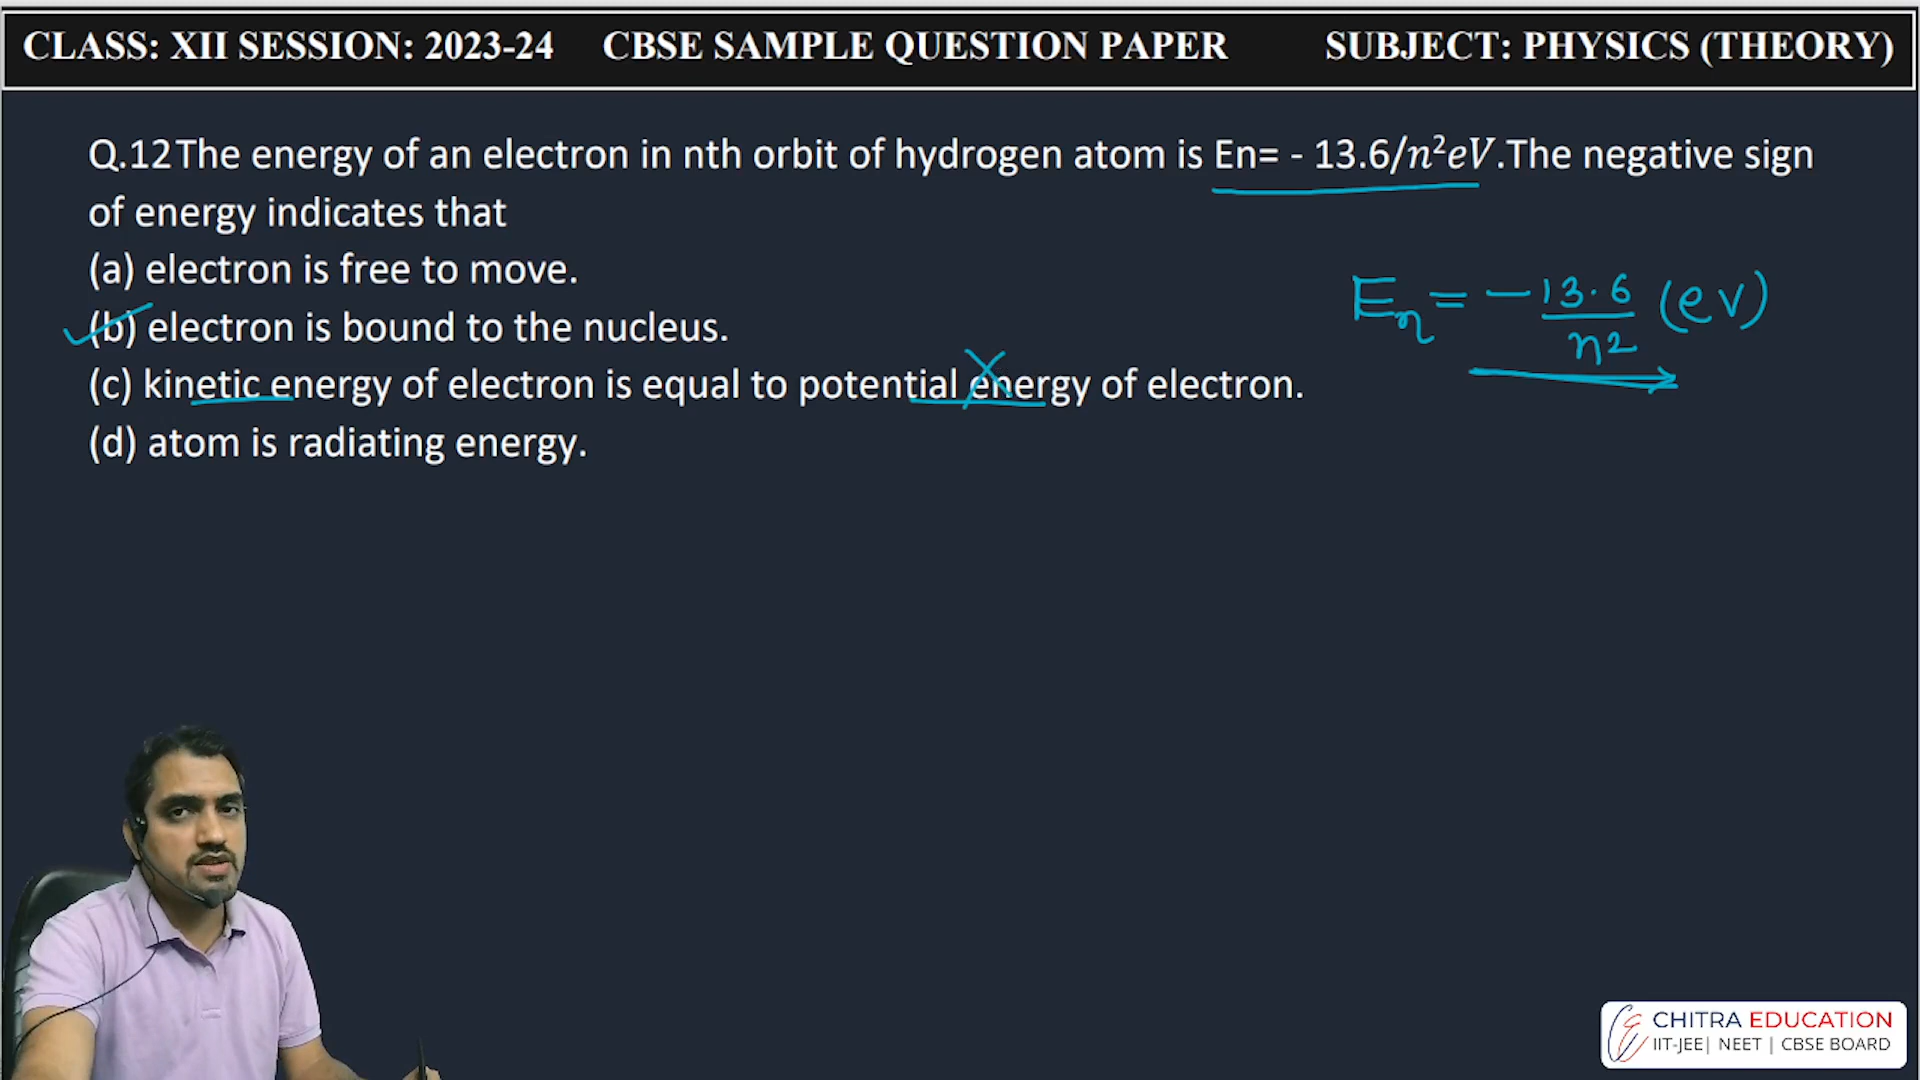 CLASS: XII SESSION: 2023-24 CBSE SAMPLE QUESTION PAPER SUBJECT: PHYSICS (THEORY)
Q.12 The energy of an electron in nth orbit of hydrogen atom is En= - 13.6/n²eV.The negative sign
of energy indicates that
(a) electron is free to move.
(b) electron is bound to the nucleus.
(c) kinetic energy of electron is equal to potential energy of electron.
(d) atom is radiating energy.
En = - 13.6 (ev)
n2
CHITRA EDUCATION
IIT-JEE| NEET | CBSE BOARD